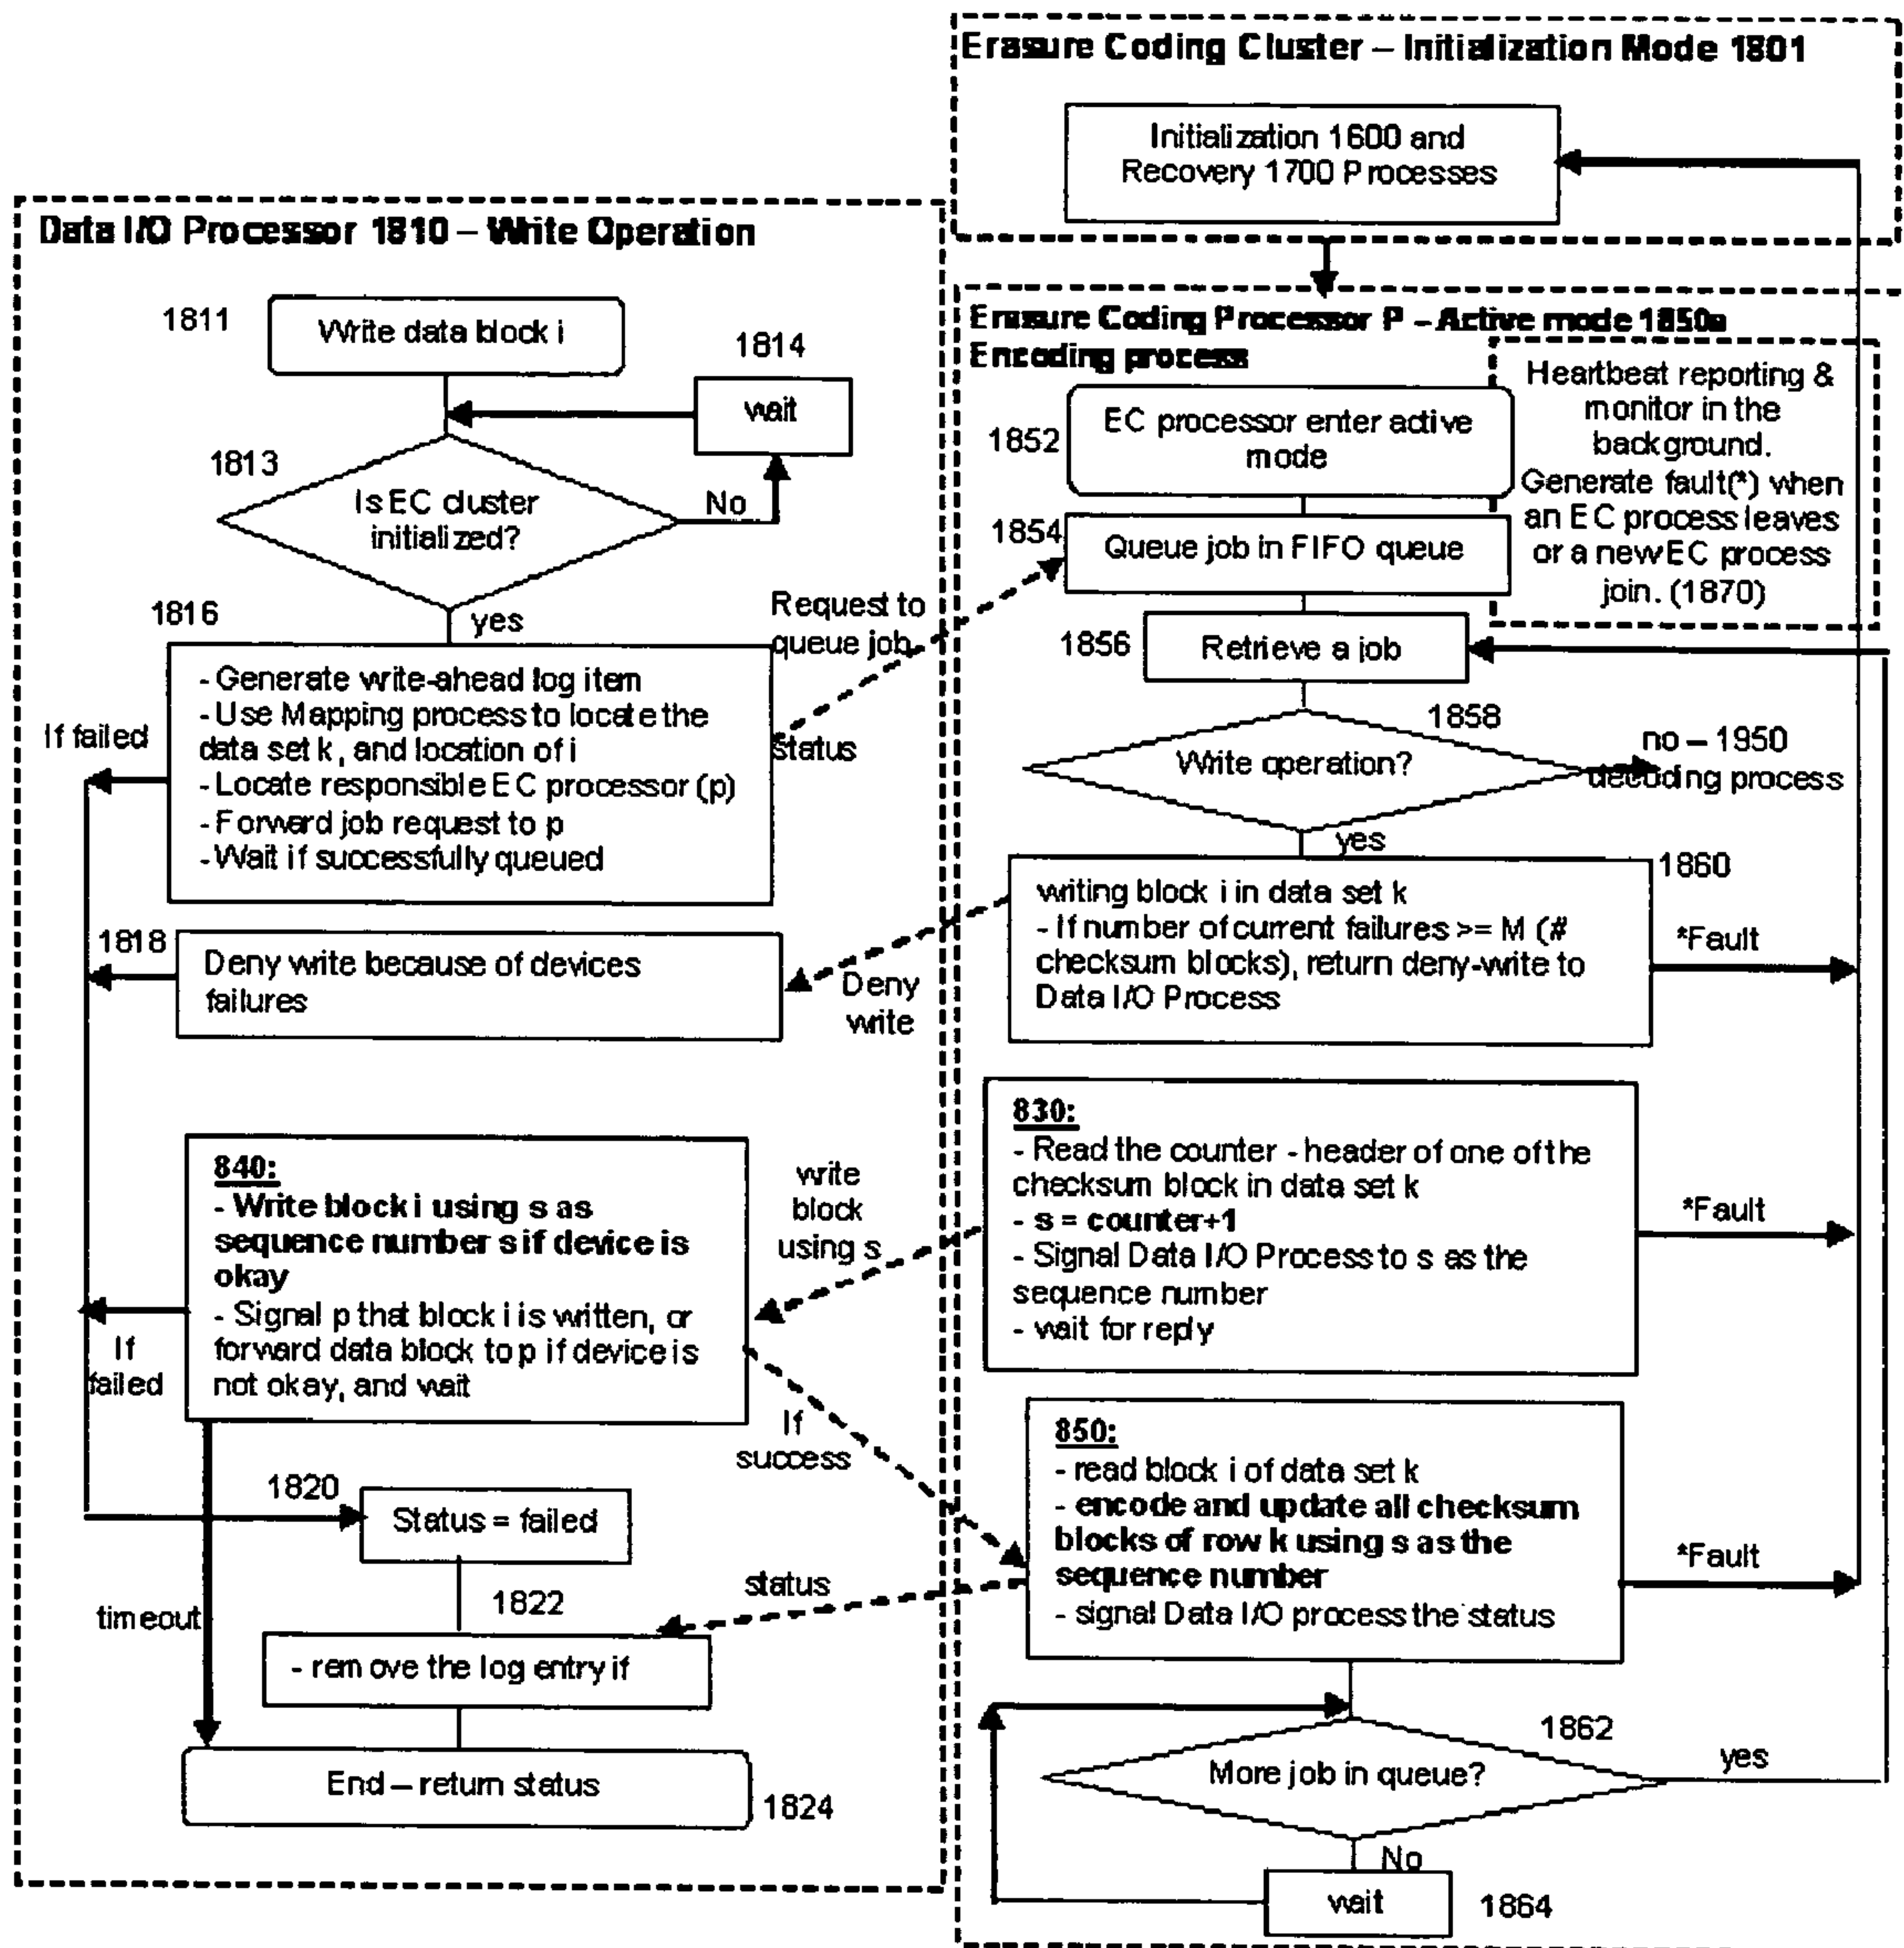 Erasure Coding Cluster – Initialization Mode 1801
Initialization 1600 and
Recovery 1700 Processes
Data I/O Processor 1810 – Write Operation
1811
Write data block i
1814
wait
1813
Is EC cluster
initialized?
No
yes
1816
- Generate write-ahead log item
- Use Mapping process to locate the
data set k, and location of i
- Locate responsible EC processor (p)
- Forward job request to p
- Wait if successfully queued
If failed
Request to
queue job
status
1818
Deny write because of devices
failures
Deny
write
840:
- Write block i using s as
sequence number s if device is
okay
- Signal p that block i is written, or
forward data block to p if device is
not okay, and wait
If
failed
write
block
using s
If
success
1820
Status = failed
status
1822
timeout
- remove the log entry if
End – return status
1824
Erasure Coding Processor P – Active mode 1850a
Encoding process
Heartbeat reporting &
monitor in the
background.
Generate fault(*) when
an EC process leaves
or a new EC process
join. (1870)
1852
EC processor enter active
mode
1854
Queue job in FIFO queue
1856
Retrieve a job
1858
Write operation?
no – 1950
decoding process
yes
1860
writing block i in data set k
- If number of current failures >= M (#
checksum blocks), return deny-write to
Data I/O Process
*Fault
830:
- Read the counter - header of one of the
checksum block in data set k
- s = counter+1
- Signal Data I/O Process to s as the
sequence number
- wait for reply
*Fault
850:
- read block i of data set k
- encode and update all checksum
blocks of row k using s as the
sequence number
- signal Data I/O process the status
*Fault
1862
More job in queue?
yes
No
wait
1864